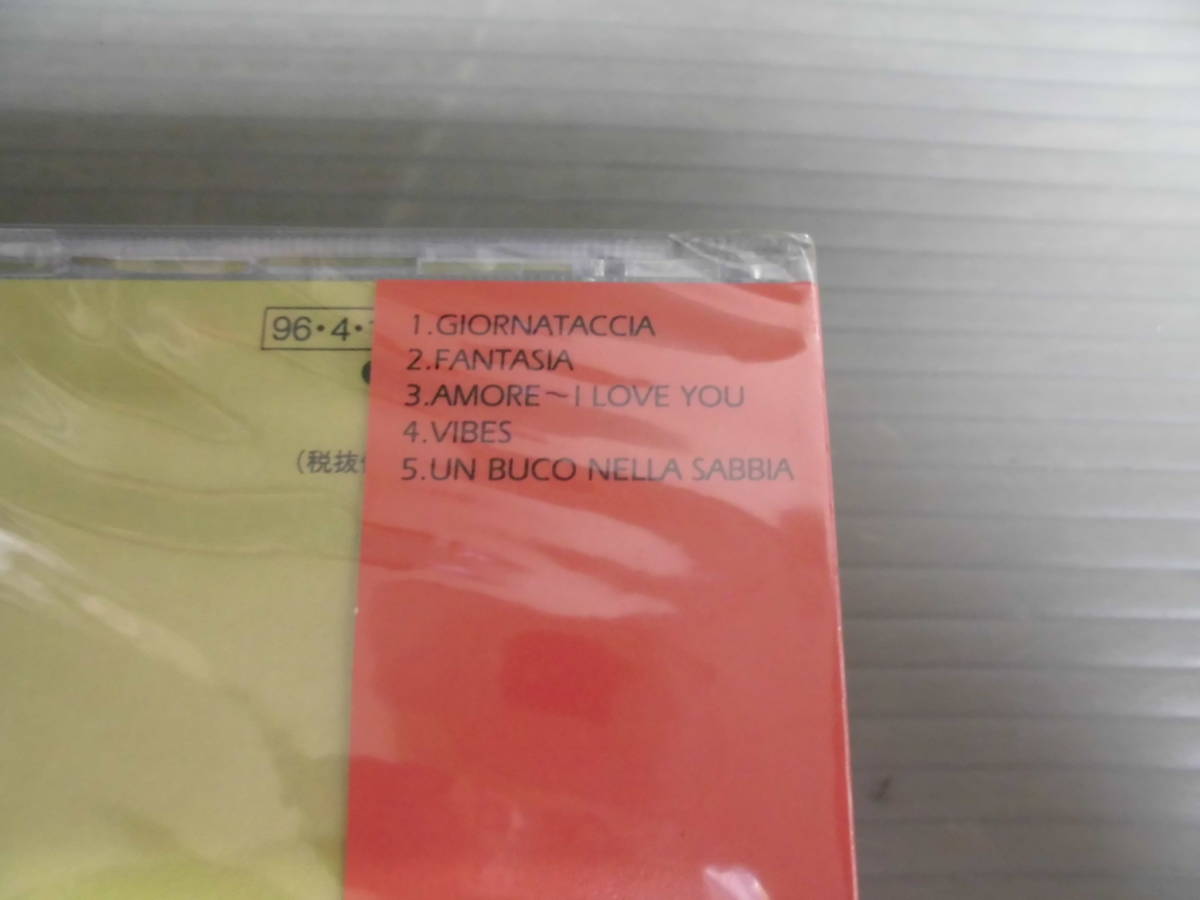 96・4・
1.GIORNATACCIA
2.FANTASIA
3.AMORE～I LOVE YOU
4.VIBES
5.UN BUCO NELLA SABBIA
(税抜